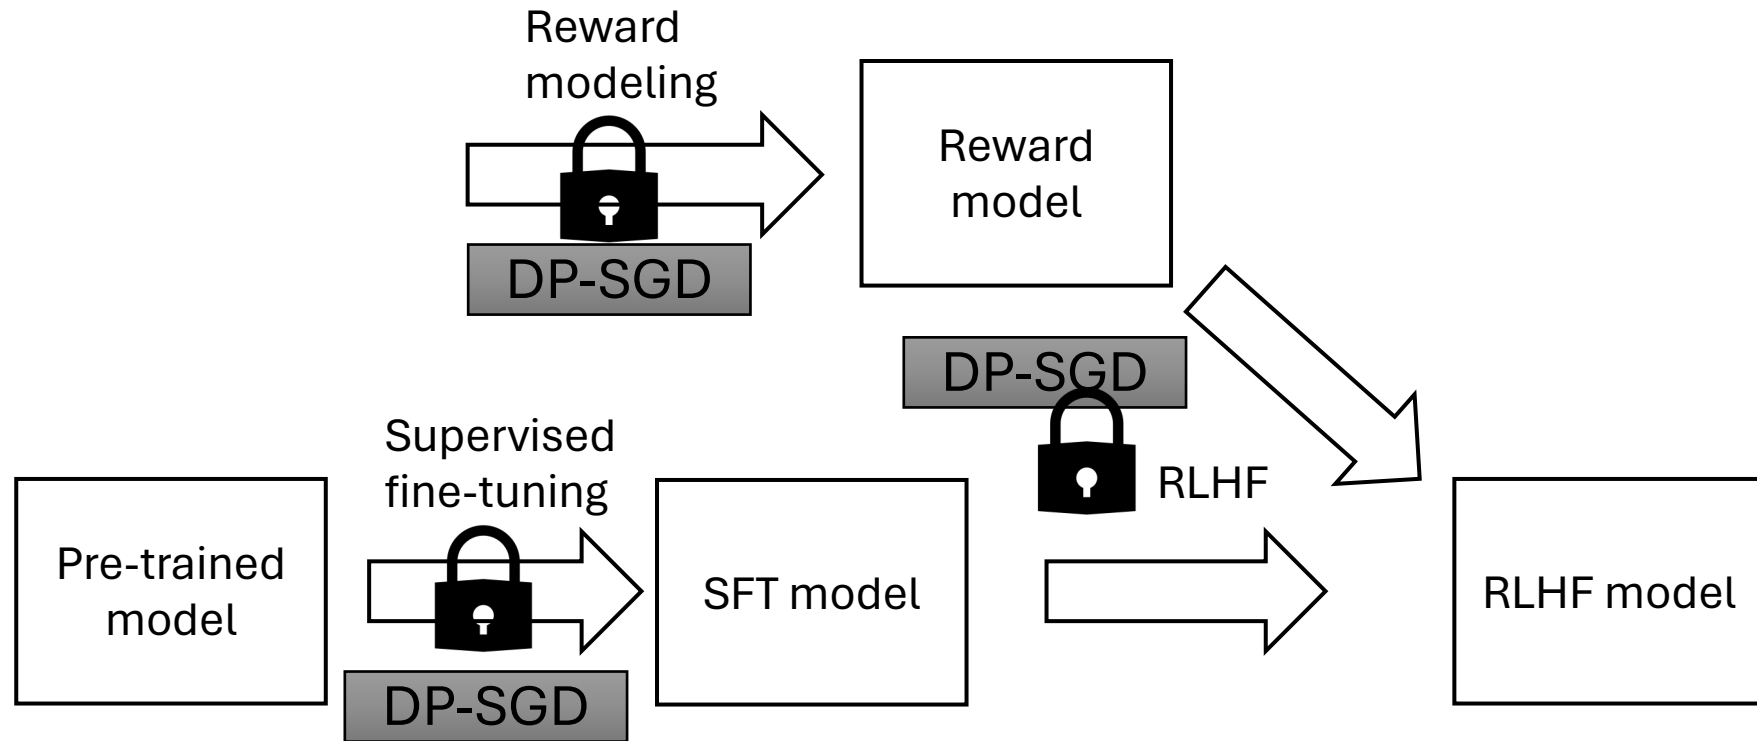 Reward
modeling
DP-SGD
Reward
model
DP-SGD
RLHF
Supervised
fine-tuning
DP-SGD
Pre-trained
model
SFT model
RLHF model